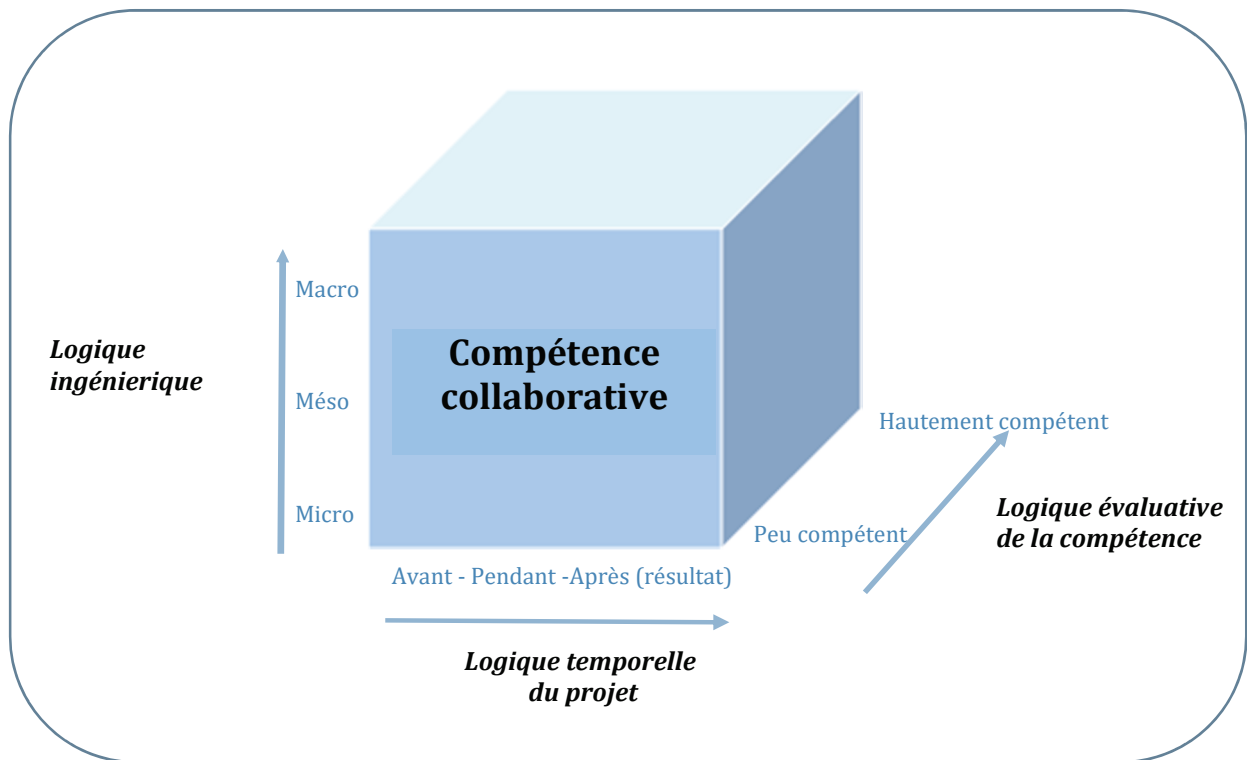 Macro
Compétence
collaborative
Logique
ingénierique
Méso
Hautement compétent
Micro
Peu compétent
Logique évaluative
de la compétence
Avant - Pendant -Après (résultat)
Logique temporelle
du projet